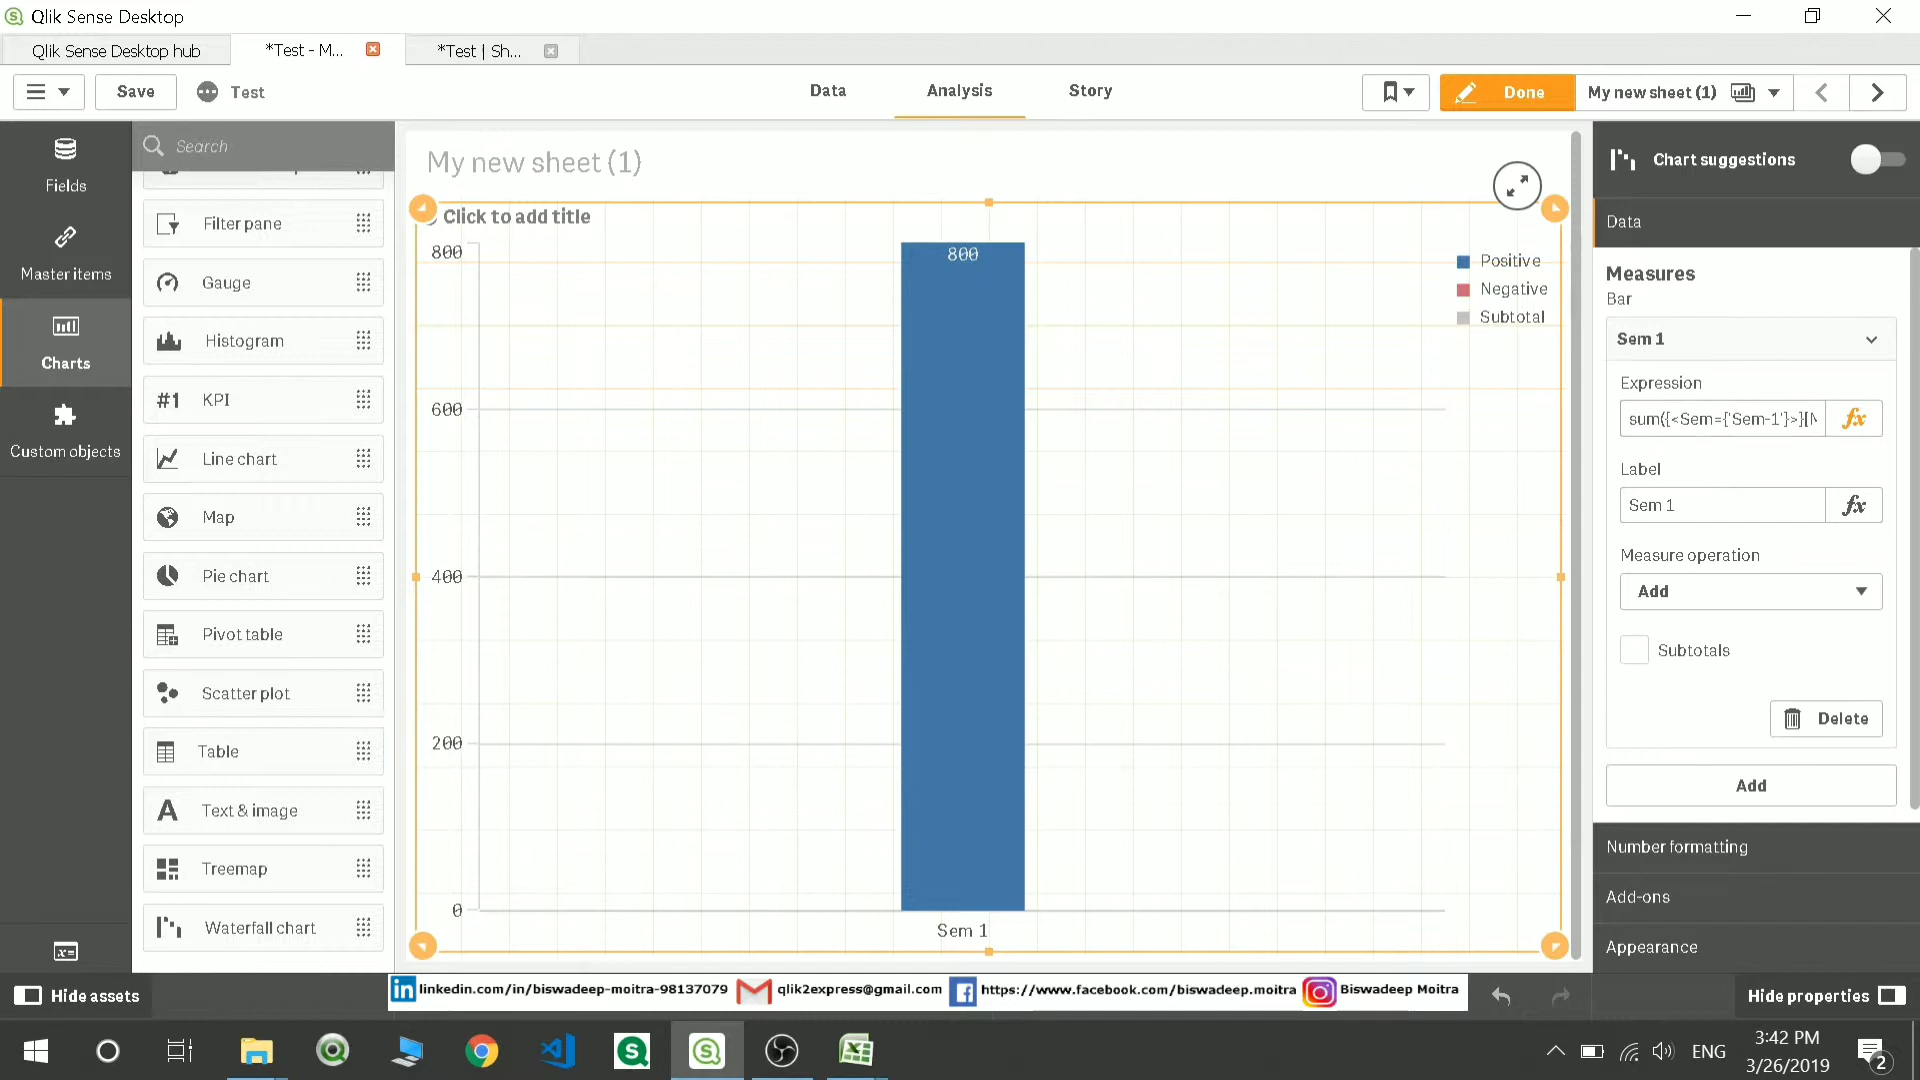 Qlik Sense Desktop
Qlik Sense Desktop hub
*Test - M...
*Test | Sh...
Save
Test
Data
Analysis
Story
Done
My new sheet (1)
Fields
Master items
Charts
Custom objects
Search
Filter pane
Gauge
Histogram
#1 KPI
Line chart
Map
Pie chart
Pivot table
Scatter plot
Table
A Text & image
Treemap
Waterfall chart
My new sheet (1)
Click to add title
800
600
400
200
0
800
Sem 1
Positive
Negative
Subtotal
Chart suggestions
Data
Measures
Bar
Sem 1
Expression
sum({<Sem={'Sem-1'}>}[N
fx
Label
Sem 1
fx
Measure operation
Add
Subtotals
Delete
Add
Number formatting
Add-ons
Appearance
x=
Hide assets
in linkedin.com/in/biswadeep-moitra-98137079
qlik2express@gmail.com
https://www.facebook.com/biswadeep.moitra
Biswadeep Moitra
Hide properties
ENG
3:42 PM
3/26/2019
2